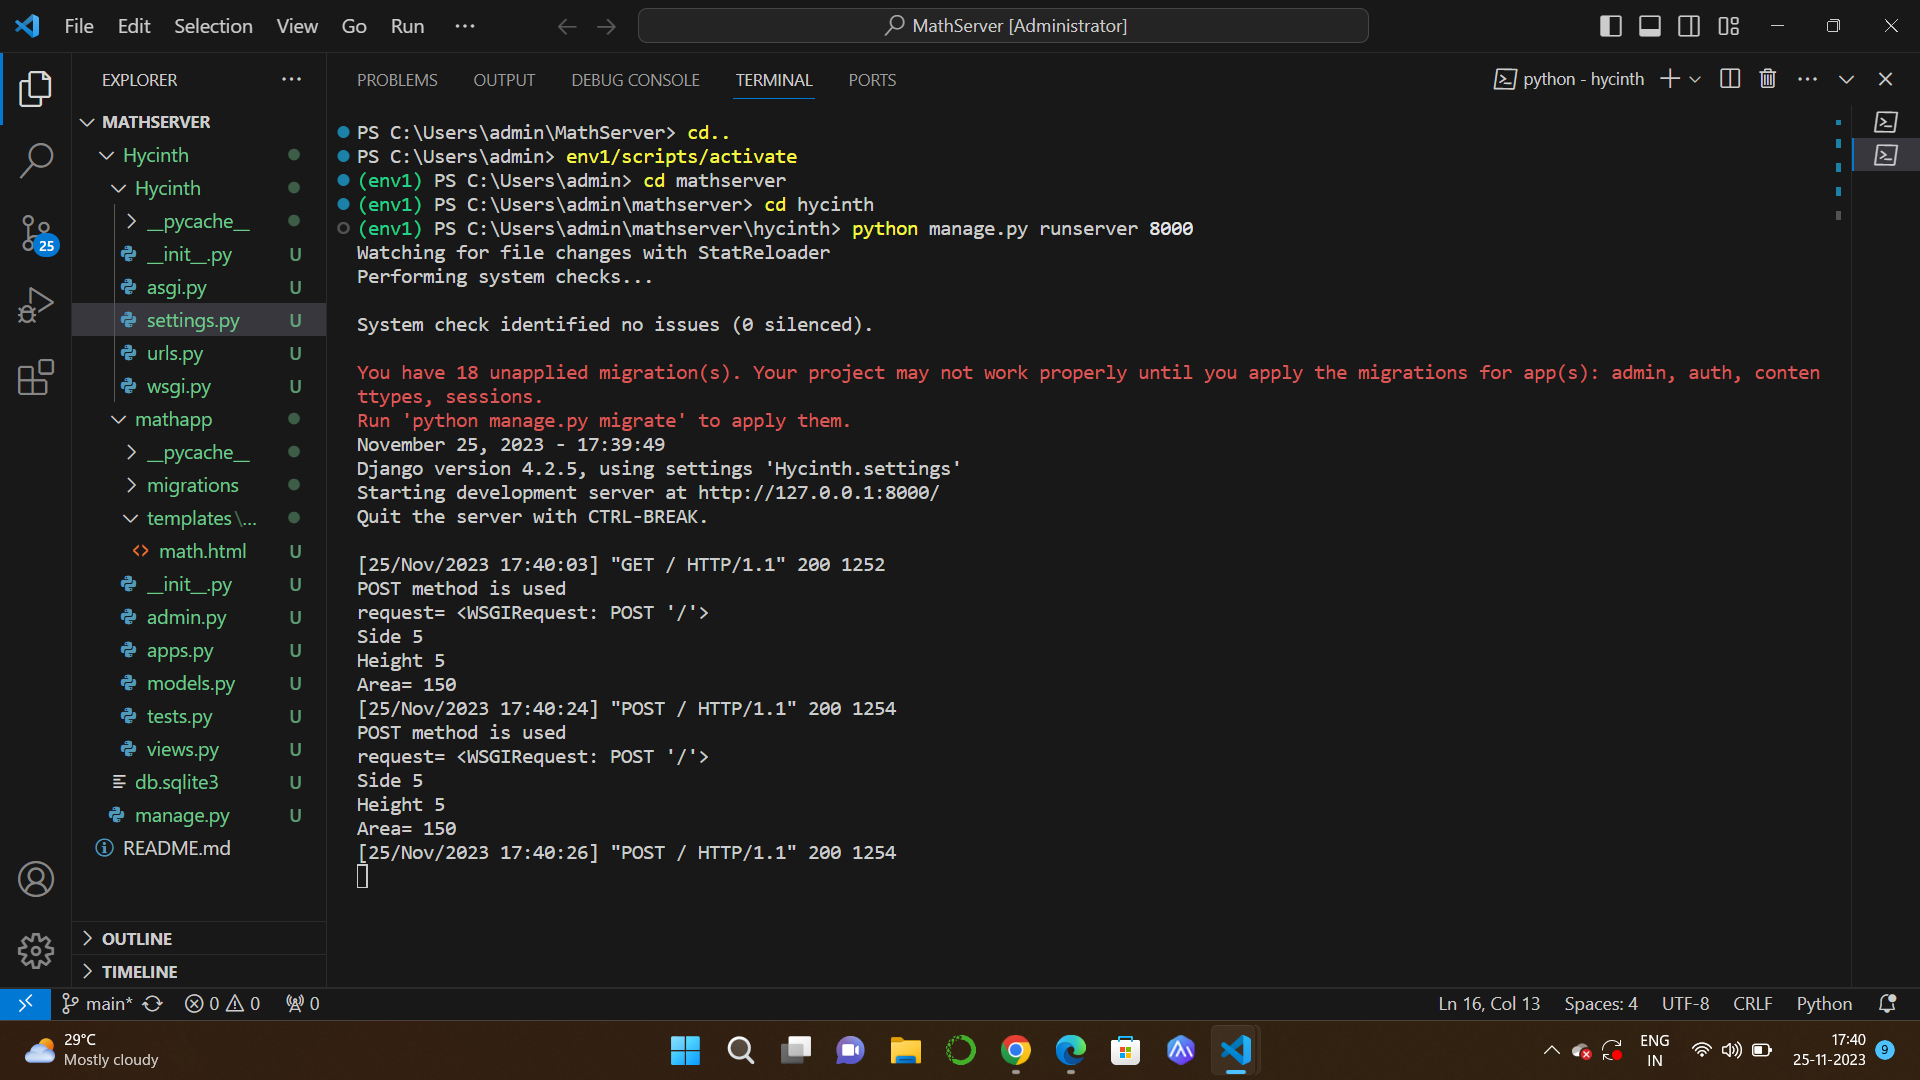 File Edit Selection View Go Run ···
MathServer [Administrator]
EXPLORER ···
MATHSERVER
Hycinth
Hycinth
__pycache__
__init__.py U
asgi.py U
settings.py U
urls.py U
wsgi.py U
mathapp
__pycache__
migrations
templates\...
math.html U
__init__.py U
admin.py U
apps.py U
models.py U
tests.py U
views.py U
db.sqlite3 U
manage.py U
README.md
OUTLINE
TIMELINE
25
PROBLEMS OUTPUT DEBUG CONSOLE TERMINAL PORTS
python - hycinth
PS C:\Users\admin\MathServer> cd..
PS C:\Users\admin> env1/scripts/activate
(env1) PS C:\Users\admin> cd mathserver
(env1) PS C:\Users\admin\mathserver> cd hycinth
(env1) PS C:\Users\admin\mathserver\hycinth> python manage.py runserver 8000
Watching for file changes with StatReloader
Performing system checks...
System check identified no issues (0 silenced).
You have 18 unapplied migration(s). Your project may not work properly until you apply the migrations for app(s): admin, auth, conten
ttypes, sessions.
Run 'python manage.py migrate' to apply them.
November 25, 2023 - 17:39:49
Django version 4.2.5, using settings 'Hycinth.settings'
Starting development server at http://127.0.0.1:8000/
Quit the server with CTRL-BREAK.
[25/Nov/2023 17:40:03] "GET / HTTP/1.1" 200 1252
POST method is used
request= <WSGIRequest: POST '/'>
Side 5
Height 5
Area= 150
[25/Nov/2023 17:40:24] "POST / HTTP/1.1" 200 1254
POST method is used
request= <WSGIRequest: POST '/'>
Side 5
Height 5
Area= 150
[25/Nov/2023 17:40:26] "POST / HTTP/1.1" 200 1254
main* 0 0 0
Ln 16, Col 13 Spaces: 4 UTF-8 CRLF Python
29°C
Mostly cloudy
ENG
IN
17:40
25-11-2023
9